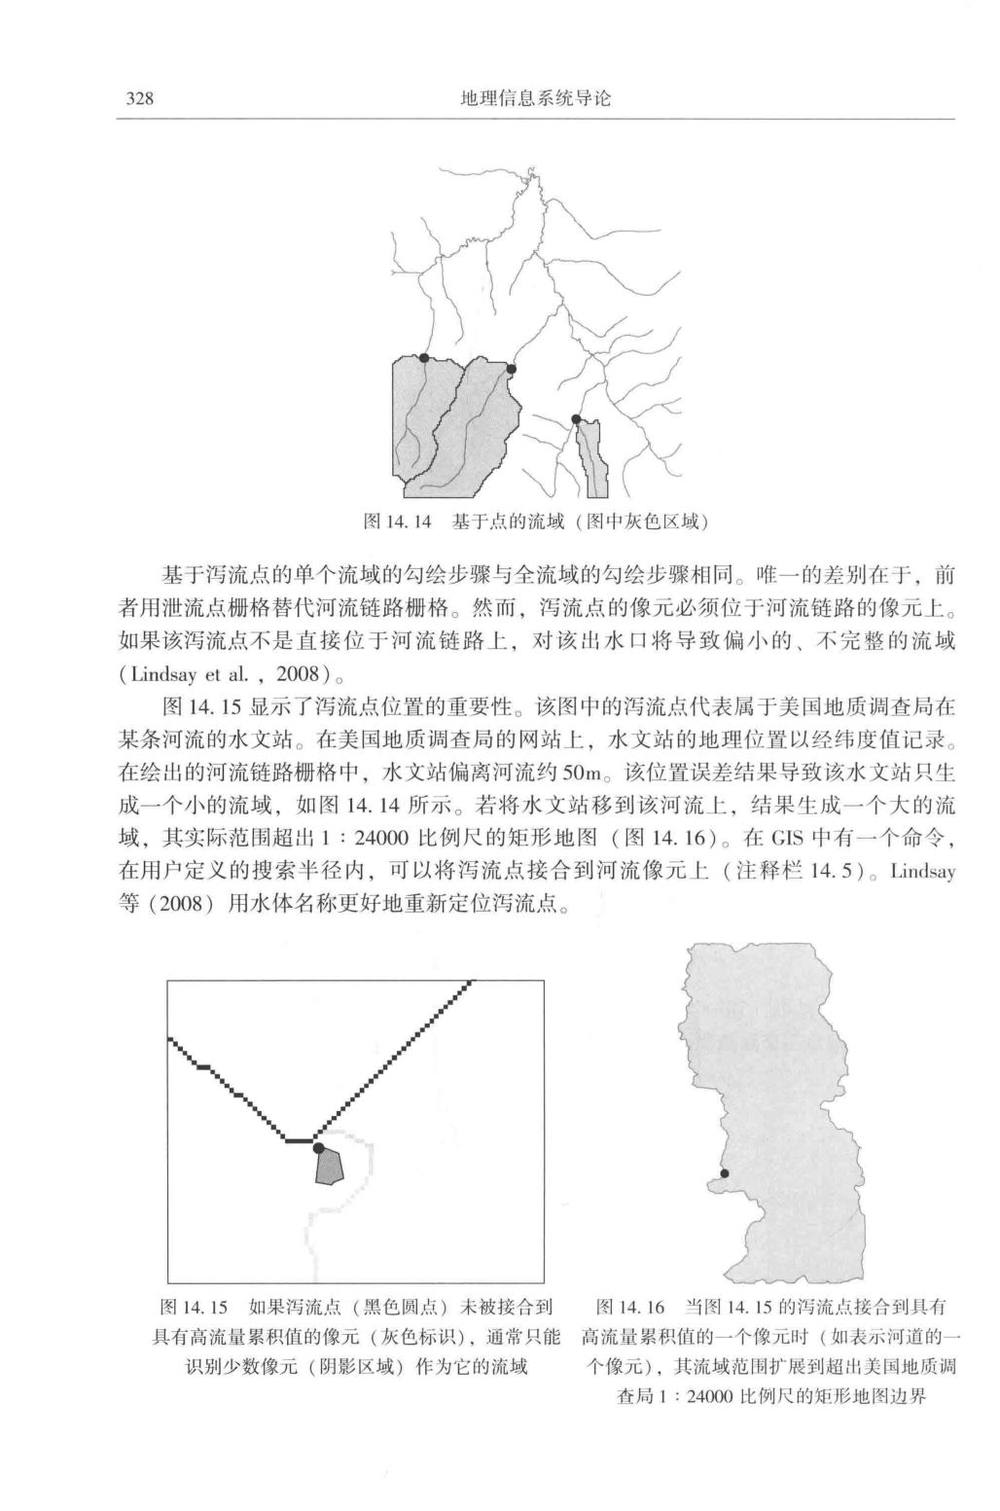 328
地理信息系统导论
图 14.14 基于点的流域（图中灰色区域）
基于泻流点的单个流域的勾绘步骤与全流域的勾绘步骤相同。唯一的差别在于，前
者用泄流点栅格替代河流链路栅格。然而，泻流点的像元必须位于河流链路的像元上。
如果该泻流点不是直接位于河流链路上，对该出水口将导致偏小的、不完整的流域
（Lindsay et al.，2008）。
图 14.15 显示了泻流点位置的重要性。该图中的泻流点代表属于美国地质调查局在
某条河流的水文站。在美国地质调查局的网站上，水文站的地理位置以经纬度值记录。
在绘出的河流链路栅格中，水文站偏离河流约 50m。该位置误差结果导致该水文站只生
成一个小的流域，如图 14.14 所示。若将水文站移到该河流上，结果生成一个大的流
域，其实际范围超出 1∶24000 比例尺的矩形地图（图 14.16）。在 GIS 中有一个命令，
在用户定义的搜索半径内，可以将泻流点接合到河流像元上（注释栏 14.5）。Lindsay
等（2008）用水体名称更好地重新定位泻流点。
图 14.15 如果泻流点（黑色圆点）未被接合到
具有高流量累积值的像元（灰色标识），通常只能
识别少数像元（阴影区域）作为它的流域
图 14.16 当图 14.15 的泻流点接合到具有
高流量累积值的一个像元时（如表示河道的一
个像元），其流域范围扩展到超出美国地质调
查局 1∶24000 比例尺的矩形地图边界